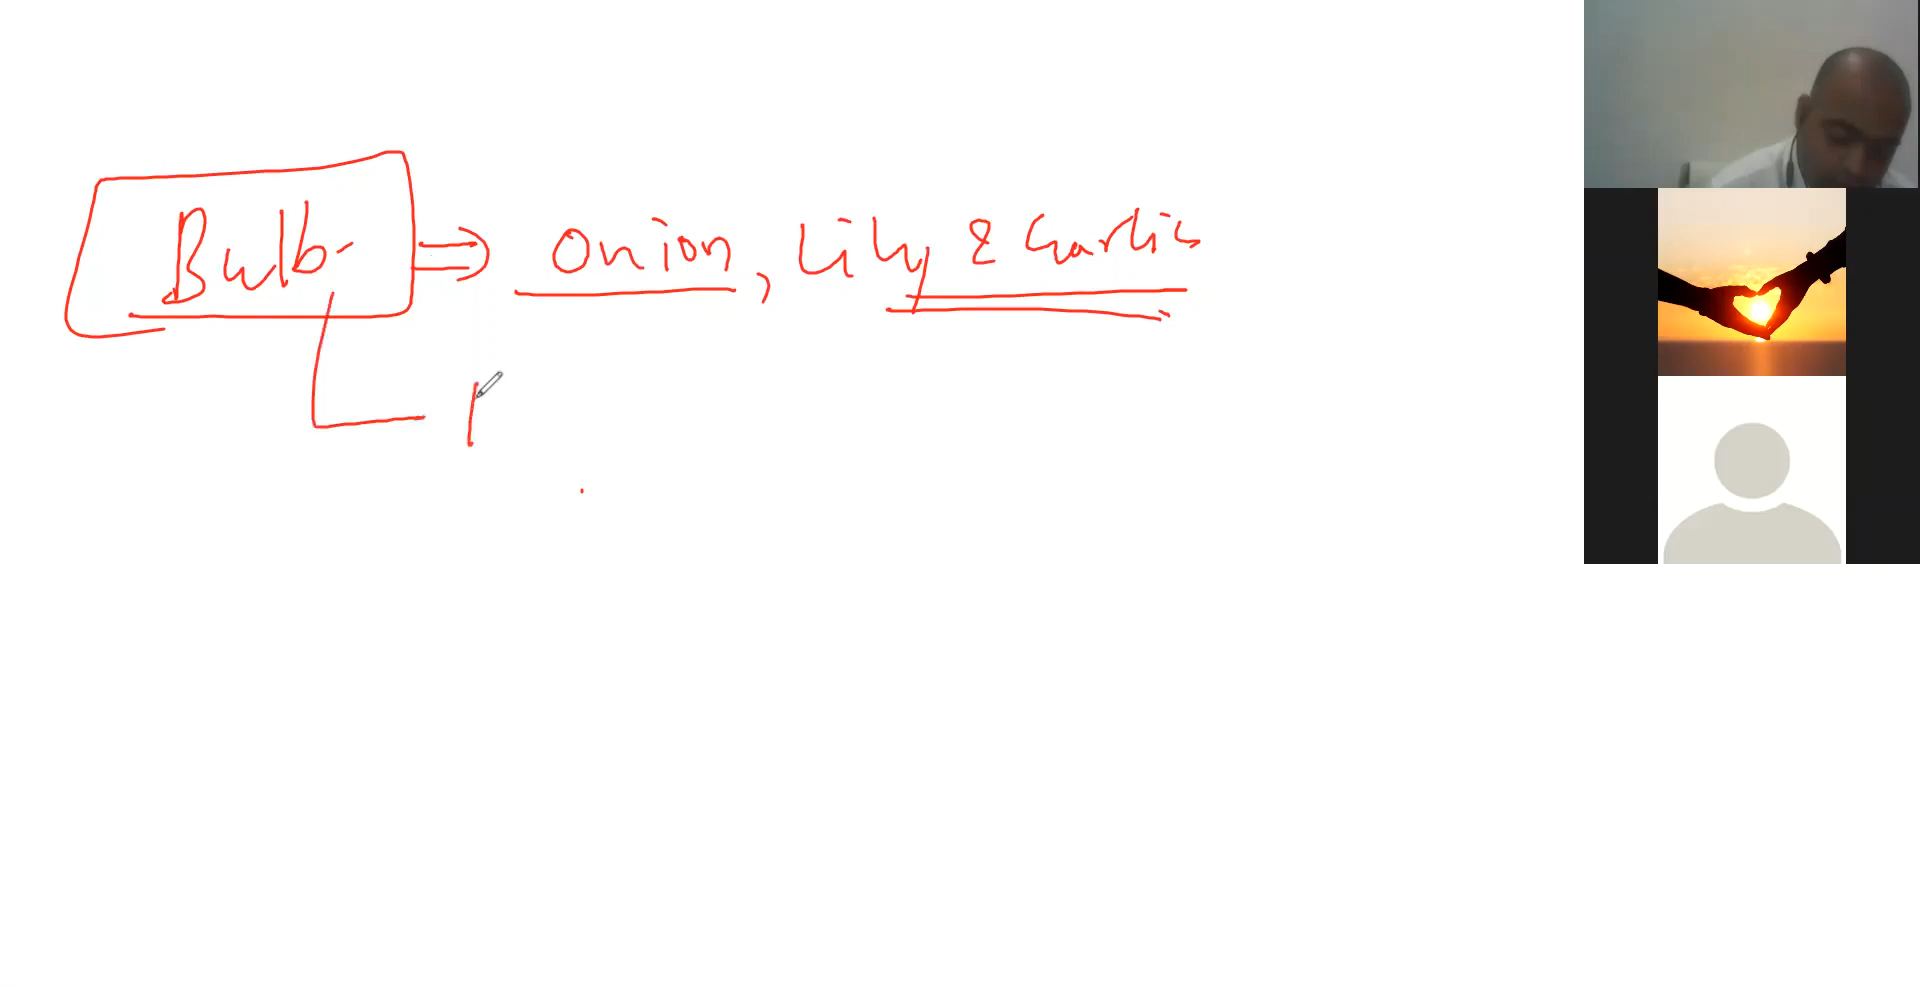 Bulb- ⇒ Onion, Lily & Garlic